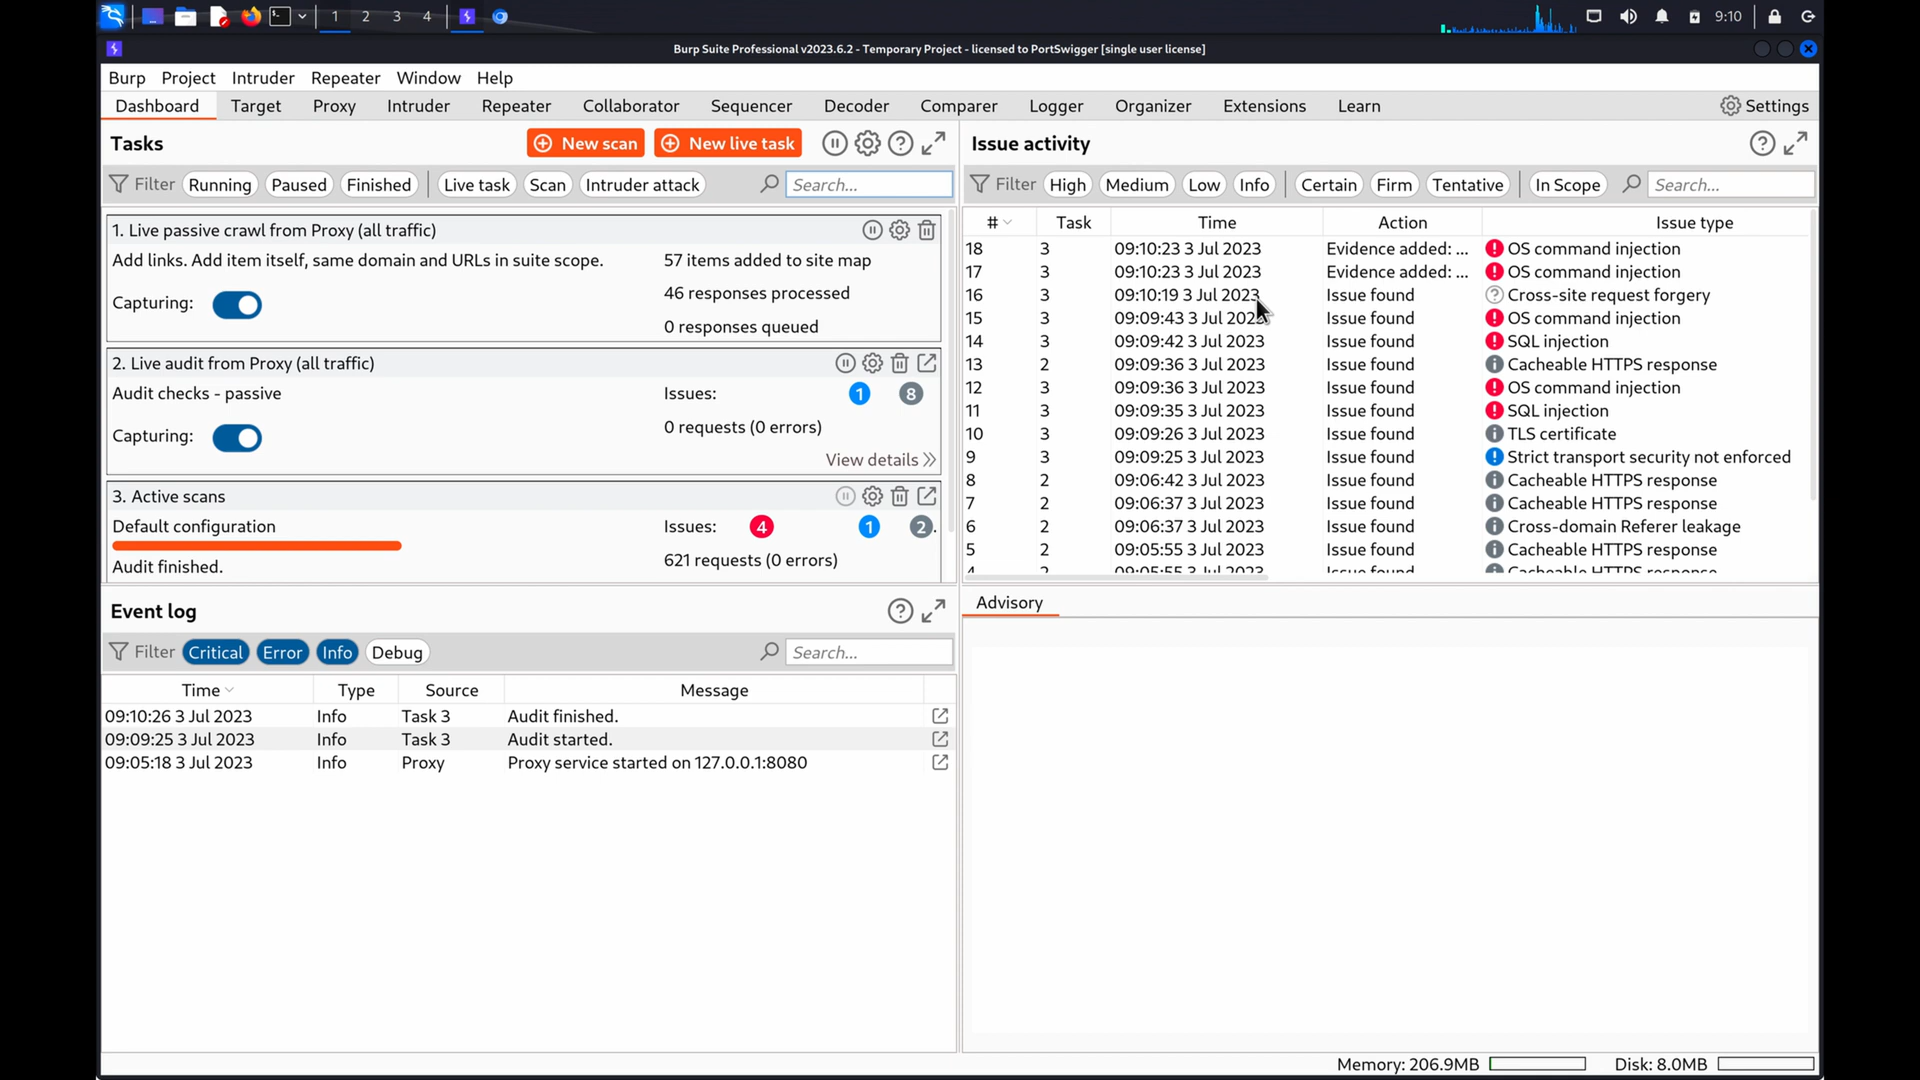 1 2 3 4
9:10
Burp Suite Professional v2023.6.2 - Temporary Project - licensed to PortSwigger [single user license]
Burp Project Intruder Repeater Window Help
Dashboard Target Proxy Intruder Repeater Collaborator Sequencer Decoder Comparer Logger Organizer Extensions Learn Settings
Tasks New scan New live task
Filter Running Paused Finished Live task Scan Intruder attack Search...
1. Live passive crawl from Proxy (all traffic)
Add links. Add item itself, same domain and URLs in suite scope. 57 items added to site map
46 responses processed
Capturing:
0 responses queued
2. Live audit from Proxy (all traffic)
Audit checks - passive Issues: 1 8
0 requests (0 errors)
Capturing:
View details
3. Active scans
Default configuration Issues: 4 1 2.
621 requests (0 errors)
Audit finished.
Event log
Filter Critical Error Info Debug Search...
Time Type Source Message
09:10:26 3 Jul 2023 Info Task 3 Audit finished.
09:09:25 3 Jul 2023 Info Task 3 Audit started.
09:05:18 3 Jul 2023 Info Proxy Proxy service started on 127.0.0.1:8080
Issue activity
Filter High Medium Low Info Certain Firm Tentative In Scope Search...
# Task Time Action Issue type
18 3 09:10:23 3 Jul 2023 Evidence added: ... OS command injection
17 3 09:10:23 3 Jul 2023 Evidence added: ... OS command injection
16 3 09:10:19 3 Jul 2023 Issue found Cross-site request forgery
15 3 09:09:43 3 Jul 2023 Issue found OS command injection
14 3 09:09:42 3 Jul 2023 Issue found SQL injection
13 2 09:09:36 3 Jul 2023 Issue found Cacheable HTTPS response
12 3 09:09:36 3 Jul 2023 Issue found OS command injection
11 3 09:09:35 3 Jul 2023 Issue found SQL injection
10 3 09:09:26 3 Jul 2023 Issue found TLS certificate
9 3 09:09:25 3 Jul 2023 Issue found Strict transport security not enforced
8 2 09:06:42 3 Jul 2023 Issue found Cacheable HTTPS response
7 2 09:06:37 3 Jul 2023 Issue found Cacheable HTTPS response
6 2 09:06:37 3 Jul 2023 Issue found Cross-domain Referer leakage
5 2 09:05:55 3 Jul 2023 Issue found Cacheable HTTPS response
4 2 09:05:55 3 Jul 2023 Issue found Cacheable HTTPS response
Advisory
Memory: 206.9MB Disk: 8.0MB